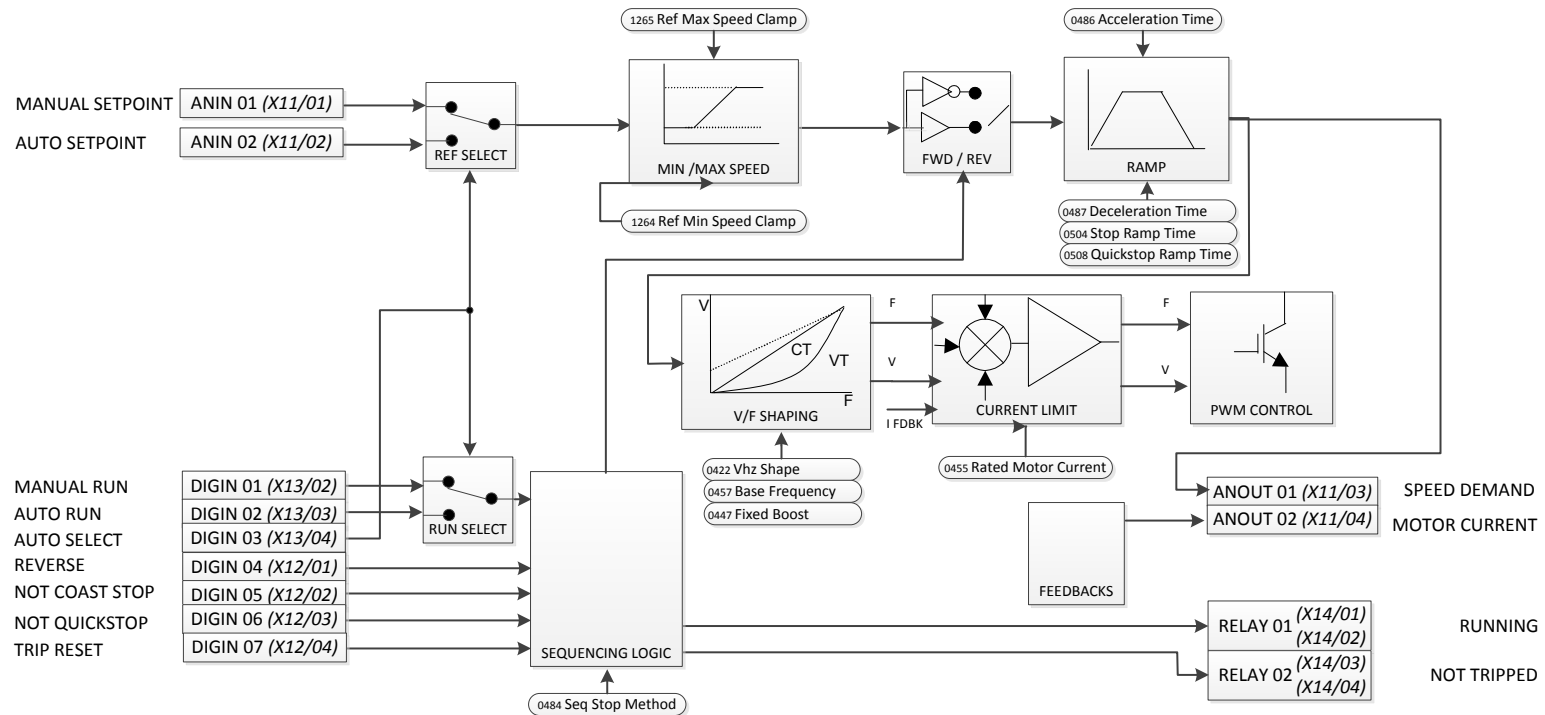 1265 Ref Max Speed Clamp
0486 Acceleration Time
MANUAL SETPOINT
ANIN 01 (X11/01)
AUTO SETPOINT
ANIN 02 (X11/02)
REF SELECT
MIN /MAX SPEED
FWD / REV
RAMP
1264 Ref Min Speed Clamp
0487 Deceleration Time
0504 Stop Ramp Time
0508 Quickstop Ramp Time
V
CT
VT
F
V/F SHAPING
F
V
I FDBK
CURRENT LIMIT
F
V
PWM CONTROL
0422 Vhz Shape
0457 Base Frequency
0447 Fixed Boost
0455 Rated Motor Current
MANUAL RUN
DIGIN 01 (X13/02)
AUTO RUN
DIGIN 02 (X13/03)
AUTO SELECT
DIGIN 03 (X13/04)
REVERSE
DIGIN 04 (X12/01)
NOT COAST STOP
DIGIN 05 (X12/02)
NOT QUICKSTOP
DIGIN 06 (X12/03)
TRIP RESET
DIGIN 07 (X12/04)
RUN SELECT
SEQUENCING LOGIC
0484 Seq Stop Method
FEEDBACKS
ANOUT 01 (X11/03)
SPEED DEMAND
ANOUT 02 (X11/04)
MOTOR CURRENT
RELAY 01 (X14/01)
(X14/02)
RUNNING
RELAY 02 (X14/03)
(X14/04)
NOT TRIPPED